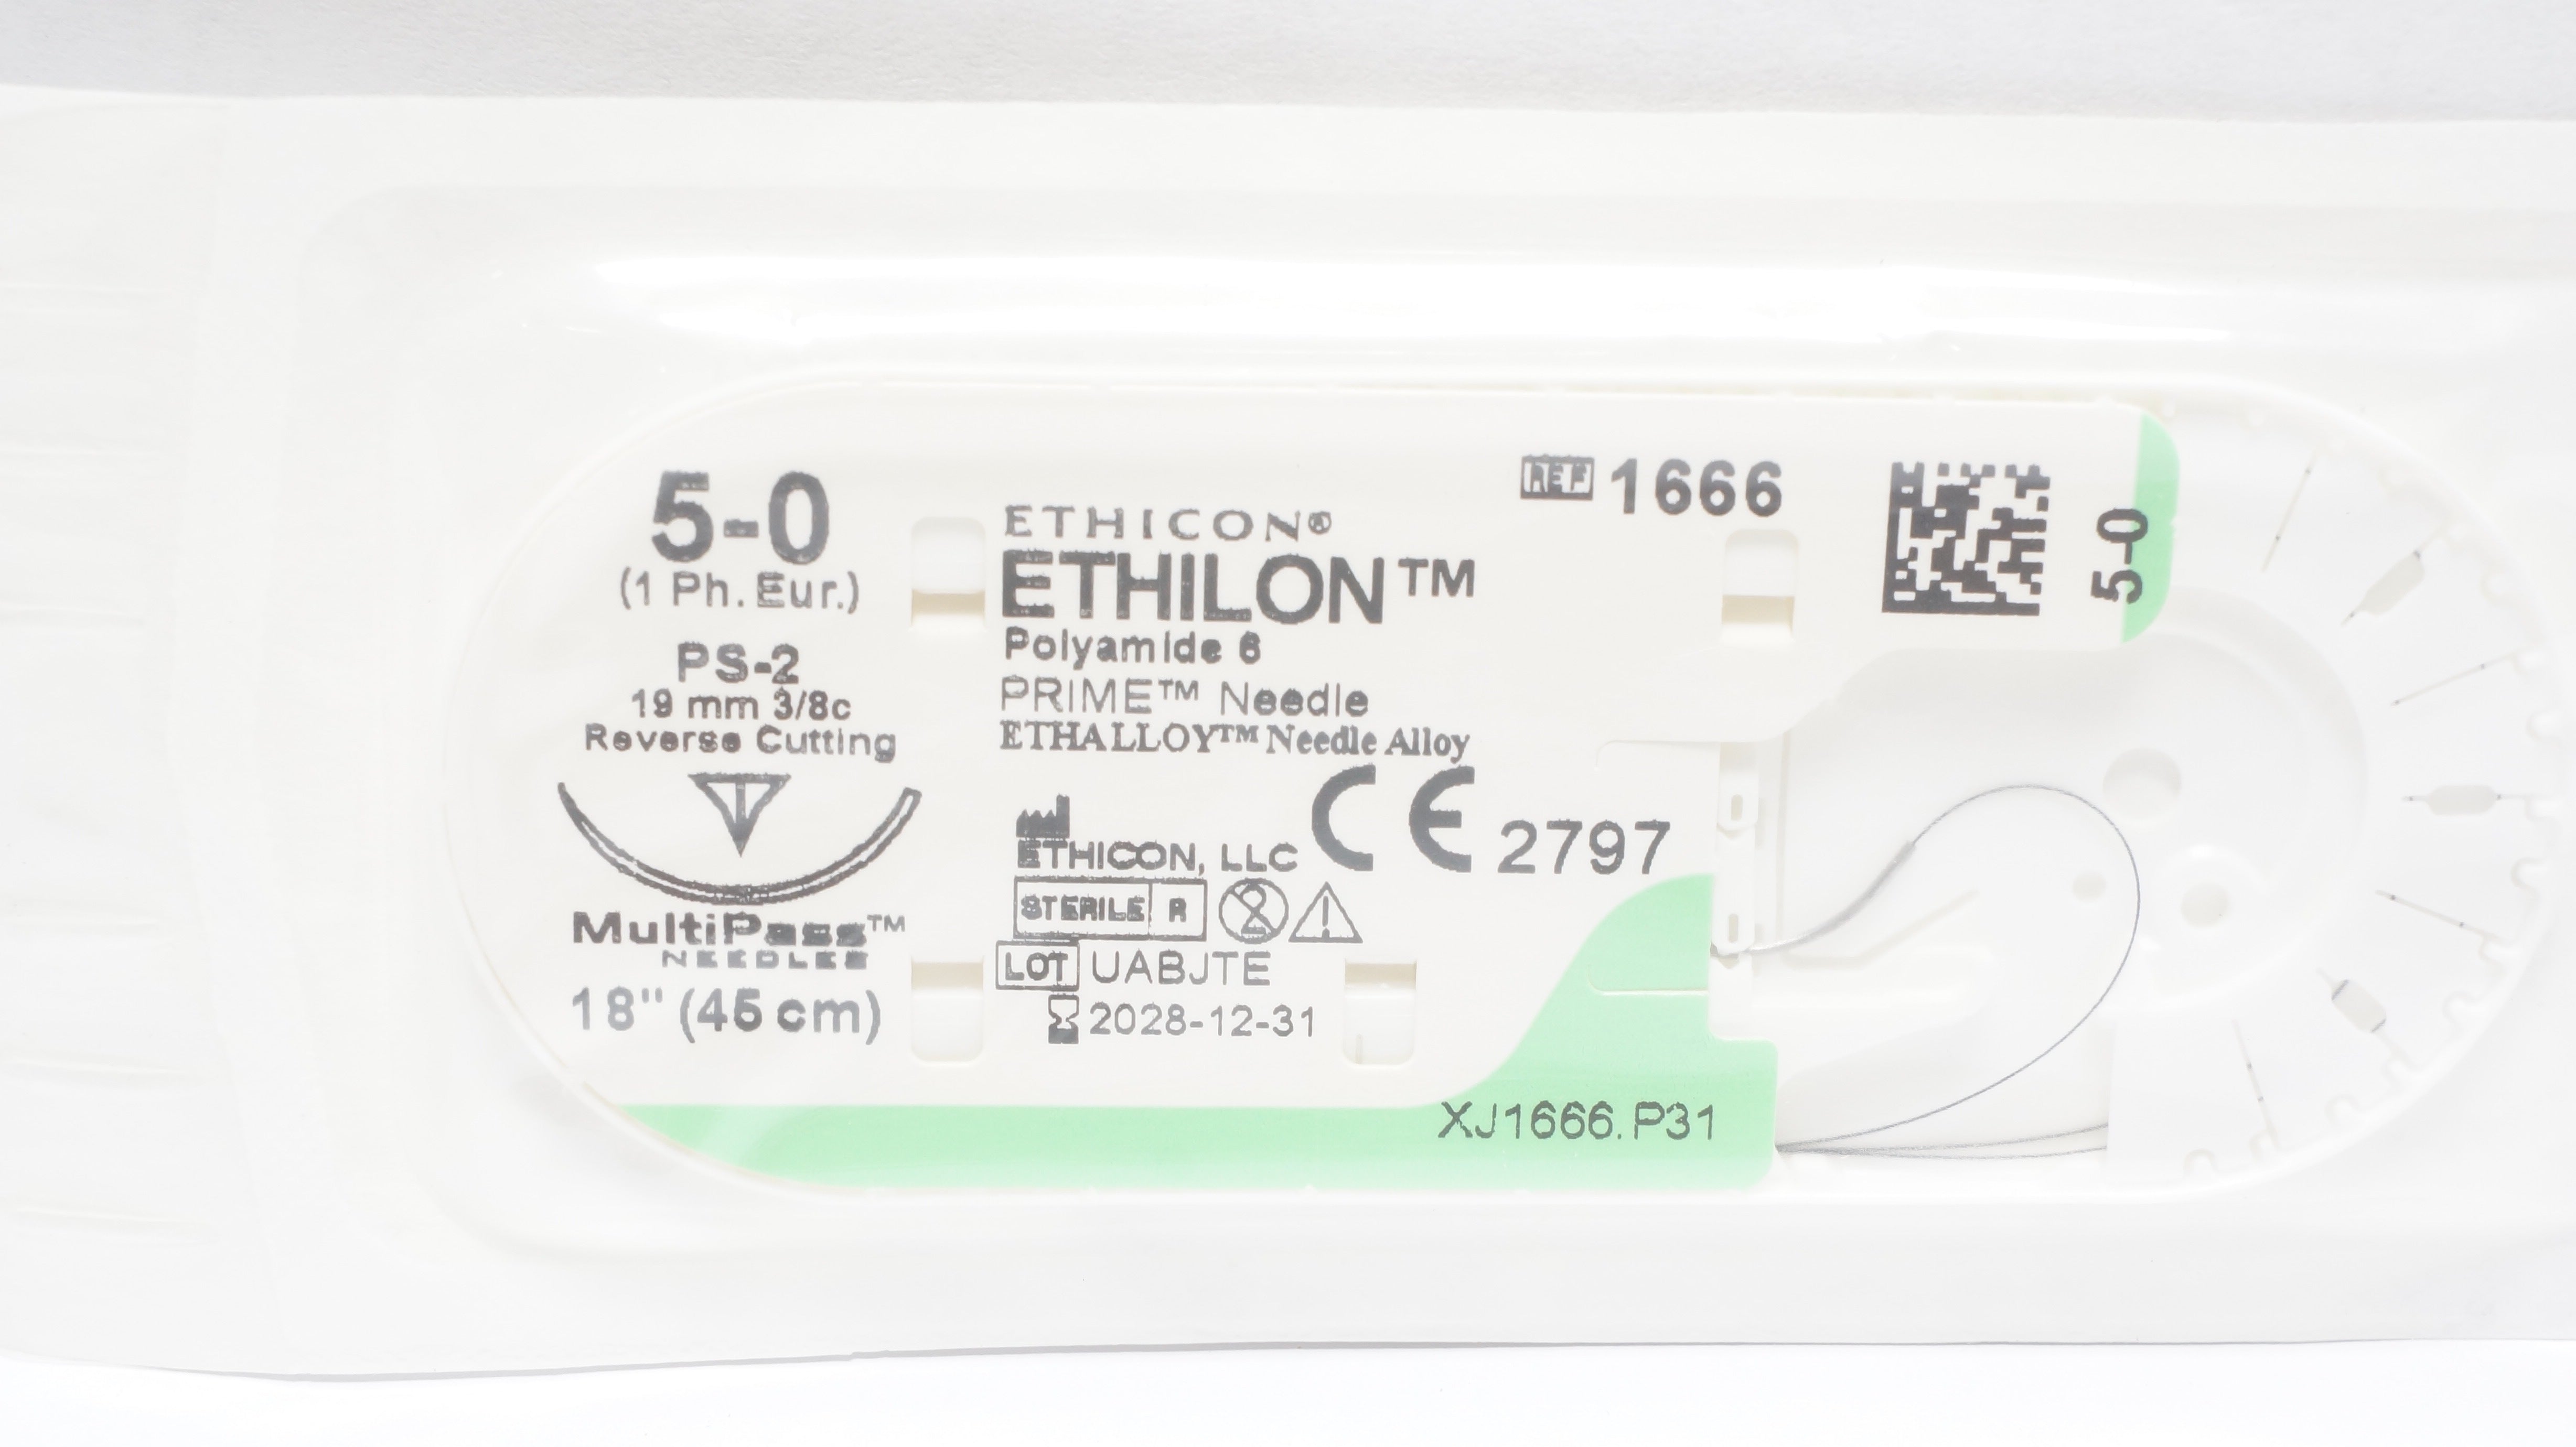 5-0
(1 Ph. Eur.)
PS-2
19 mm 3/8c
Reverse Cutting
MultiPass™
NEEDLES
18" (45 cm)
ETHICON®
ETHILON™
Polyamide 6
PRIME™ Needle
ETHALLOY™ Needle Alloy
ETHICON, LLC
CE 2797
STERILE R
2
LOT UABJTE
2028-12-31
REF 1666
5-0
XJ1666.P31